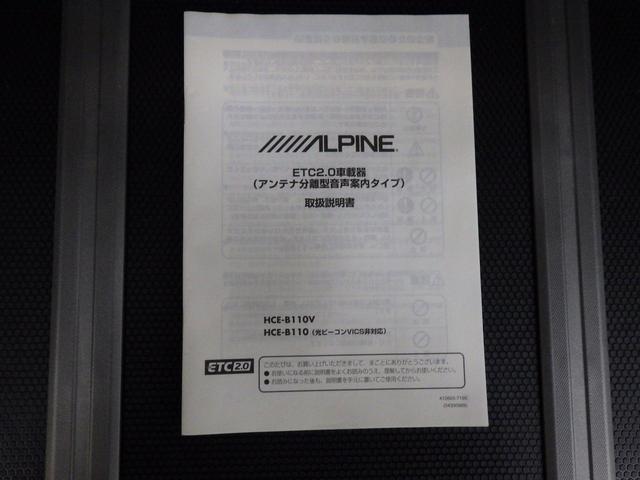 ALPINE
ETC2.0車載器
(アンテナ分離型音声案内タイプ)
取扱説明書
HCE-B110V
HCE-B110 (光ビーコンVICS非対応)
ETC2.0
このたびは、お買い上げいただきまして、まことにありがとうございます。
● お使いになる前に説明書をよくお読みのうえ、理解してからお使いください。
● お読みになった後も、説明書を手元に置いてご使用ください。